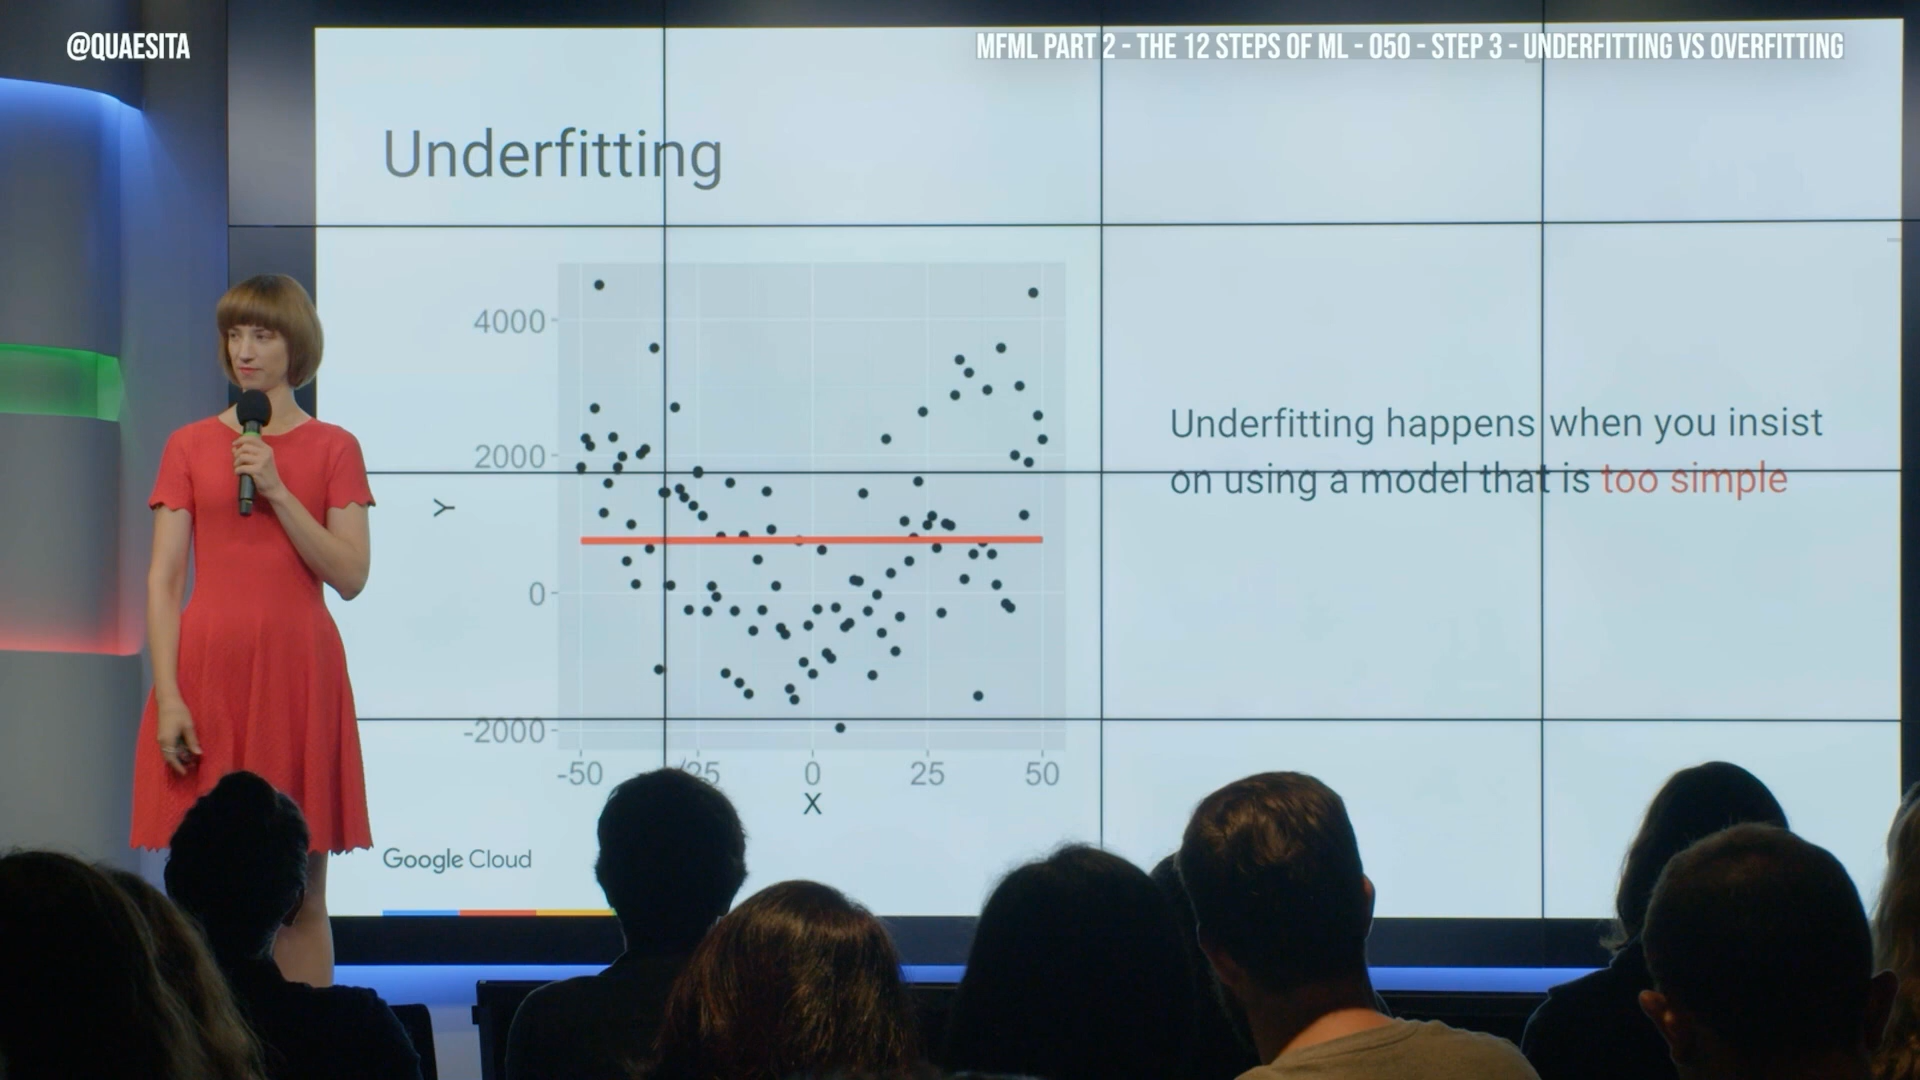 @QUAESITA
MFML PART 2 - THE 12 STEPS OF ML - 050 - STEP 3 - UNDERFITTING VS OVERFITTING
Underfitting
4000
2000
Y
0
-2000
-50
-25
0
25
50
X
Underfitting happens when you insist
on using a model that is too simple
Google Cloud